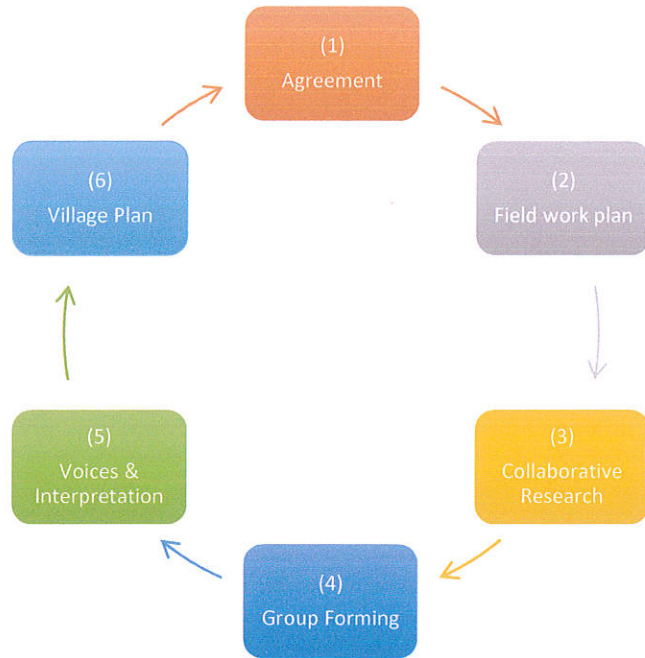 (1)
Agreement
(2)
Field work plan
(3)
Collaborative
Research
(4)
Group Forming
(5)
Voices &
Interpretation
(6)
Village Plan